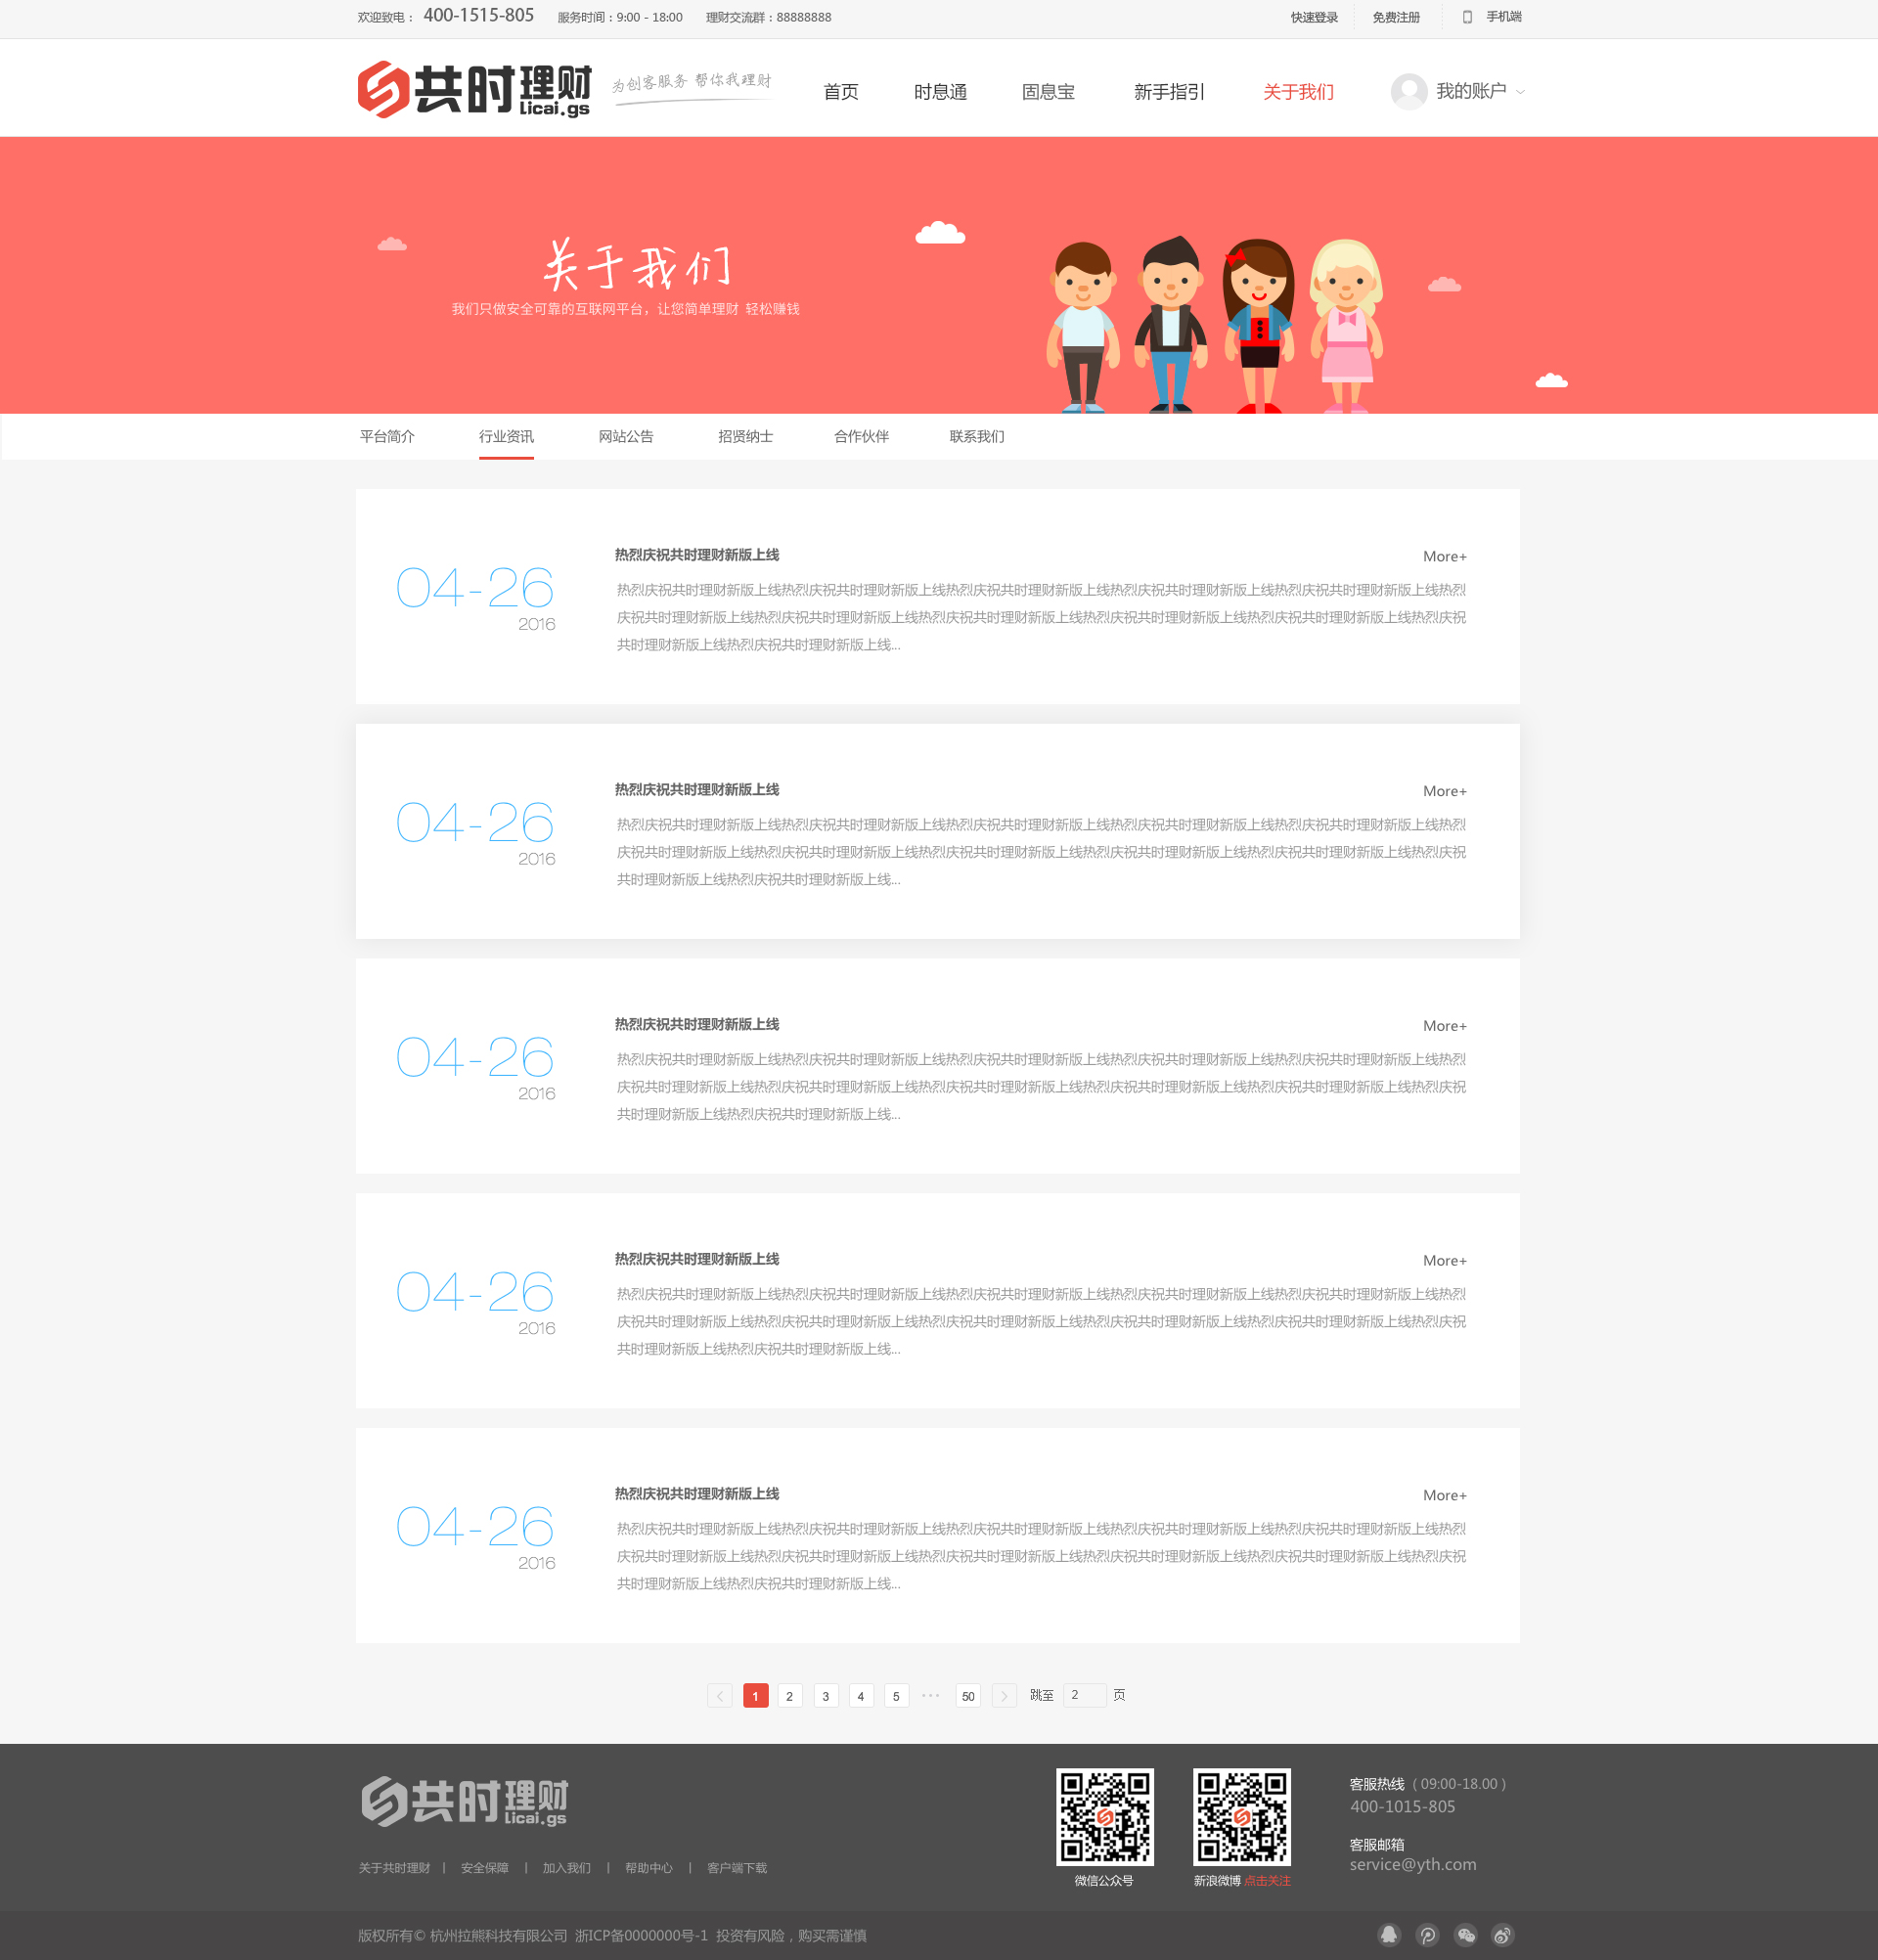 欢迎致电： 400-1515-805 服务时间：9:00 - 18:00 理财交流群：88888888 快速登录 免费注册 手机端
共时理财 Licai.gs 为创客服务 帮你我理财 首页 时息通 固息宝 新手指引 关于我们 我的账户
关于我们
我们只做安全可靠的互联网平台，让您简单理财 轻松赚钱
平台简介 行业资讯 网站公告 招贤纳士 合作伙伴 联系我们
热烈庆祝共时理财新版上线 More+
04-26
2016
热烈庆祝共时理财新版上线热烈庆祝共时理财新版上线热烈庆祝共时理财新版上线热烈庆祝共时理财新版上线热烈庆祝共时理财新版上线热烈
庆祝共时理财新版上线热烈庆祝共时理财新版上线热烈庆祝共时理财新版上线热烈庆祝共时理财新版上线热烈庆祝共时理财新版上线热烈庆祝
共时理财新版上线热烈庆祝共时理财新版上线...
热烈庆祝共时理财新版上线 More+
04-26
2016
热烈庆祝共时理财新版上线热烈庆祝共时理财新版上线热烈庆祝共时理财新版上线热烈庆祝共时理财新版上线热烈庆祝共时理财新版上线热烈
庆祝共时理财新版上线热烈庆祝共时理财新版上线热烈庆祝共时理财新版上线热烈庆祝共时理财新版上线热烈庆祝共时理财新版上线热烈庆祝
共时理财新版上线热烈庆祝共时理财新版上线...
热烈庆祝共时理财新版上线 More+
04-26
2016
热烈庆祝共时理财新版上线热烈庆祝共时理财新版上线热烈庆祝共时理财新版上线热烈庆祝共时理财新版上线热烈庆祝共时理财新版上线热烈
庆祝共时理财新版上线热烈庆祝共时理财新版上线热烈庆祝共时理财新版上线热烈庆祝共时理财新版上线热烈庆祝共时理财新版上线热烈庆祝
共时理财新版上线热烈庆祝共时理财新版上线...
热烈庆祝共时理财新版上线 More+
04-26
2016
热烈庆祝共时理财新版上线热烈庆祝共时理财新版上线热烈庆祝共时理财新版上线热烈庆祝共时理财新版上线热烈庆祝共时理财新版上线热烈
庆祝共时理财新版上线热烈庆祝共时理财新版上线热烈庆祝共时理财新版上线热烈庆祝共时理财新版上线热烈庆祝共时理财新版上线热烈庆祝
共时理财新版上线热烈庆祝共时理财新版上线...
热烈庆祝共时理财新版上线 More+
04-26
2016
热烈庆祝共时理财新版上线热烈庆祝共时理财新版上线热烈庆祝共时理财新版上线热烈庆祝共时理财新版上线热烈庆祝共时理财新版上线热烈
庆祝共时理财新版上线热烈庆祝共时理财新版上线热烈庆祝共时理财新版上线热烈庆祝共时理财新版上线热烈庆祝共时理财新版上线热烈庆祝
共时理财新版上线热烈庆祝共时理财新版上线...
1 2 3 4 5 ··· 50 跳至 2 页
共时理财 Licai.gs
关于共时理财 | 安全保障 | 加入我们 | 帮助中心 | 客户端下载
微信公众号
新浪微博 点击关注
客服热线 ( 09:00-18.00 )
400-1015-805
客服邮箱
service@yth.com
版权所有© 杭州拉熊科技有限公司 浙ICP备0000000号-1 投资有风险，购买需谨慎